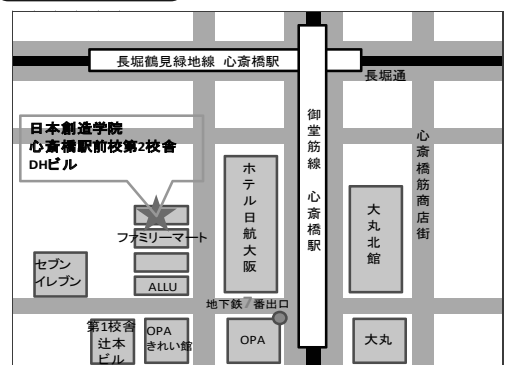 長堀鶴見緑地線 心斎橋駅
長堀通
日本創造学院
心斎橋駅前校第2校舎
DHビル
御堂筋線 心斎橋駅
心斎橋筋商店街
ホテル日航大阪
大丸北館
ファミリーマート
セブン
イレブン
ALLU
地下鉄7番出口
第1校舎
辻本
ビル
OPA
きれい館
OPA
大丸